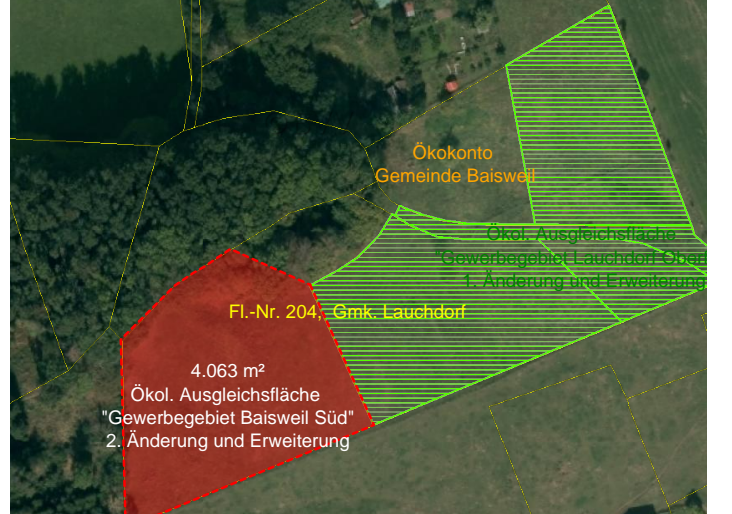 Ökokonto
Gemeinde Baisweil
Ökol. Ausgleichsfläche
"Gewerbegebiet Lauchdorf Oben
1. Änderung und Erweiterung
Fl.-Nr. 204, Gmk. Lauchdorf
4.063 m²
Ökol. Ausgleichsfläche
"Gewerbegebiet Baisweil Süd"
2. Änderung und Erweiterung